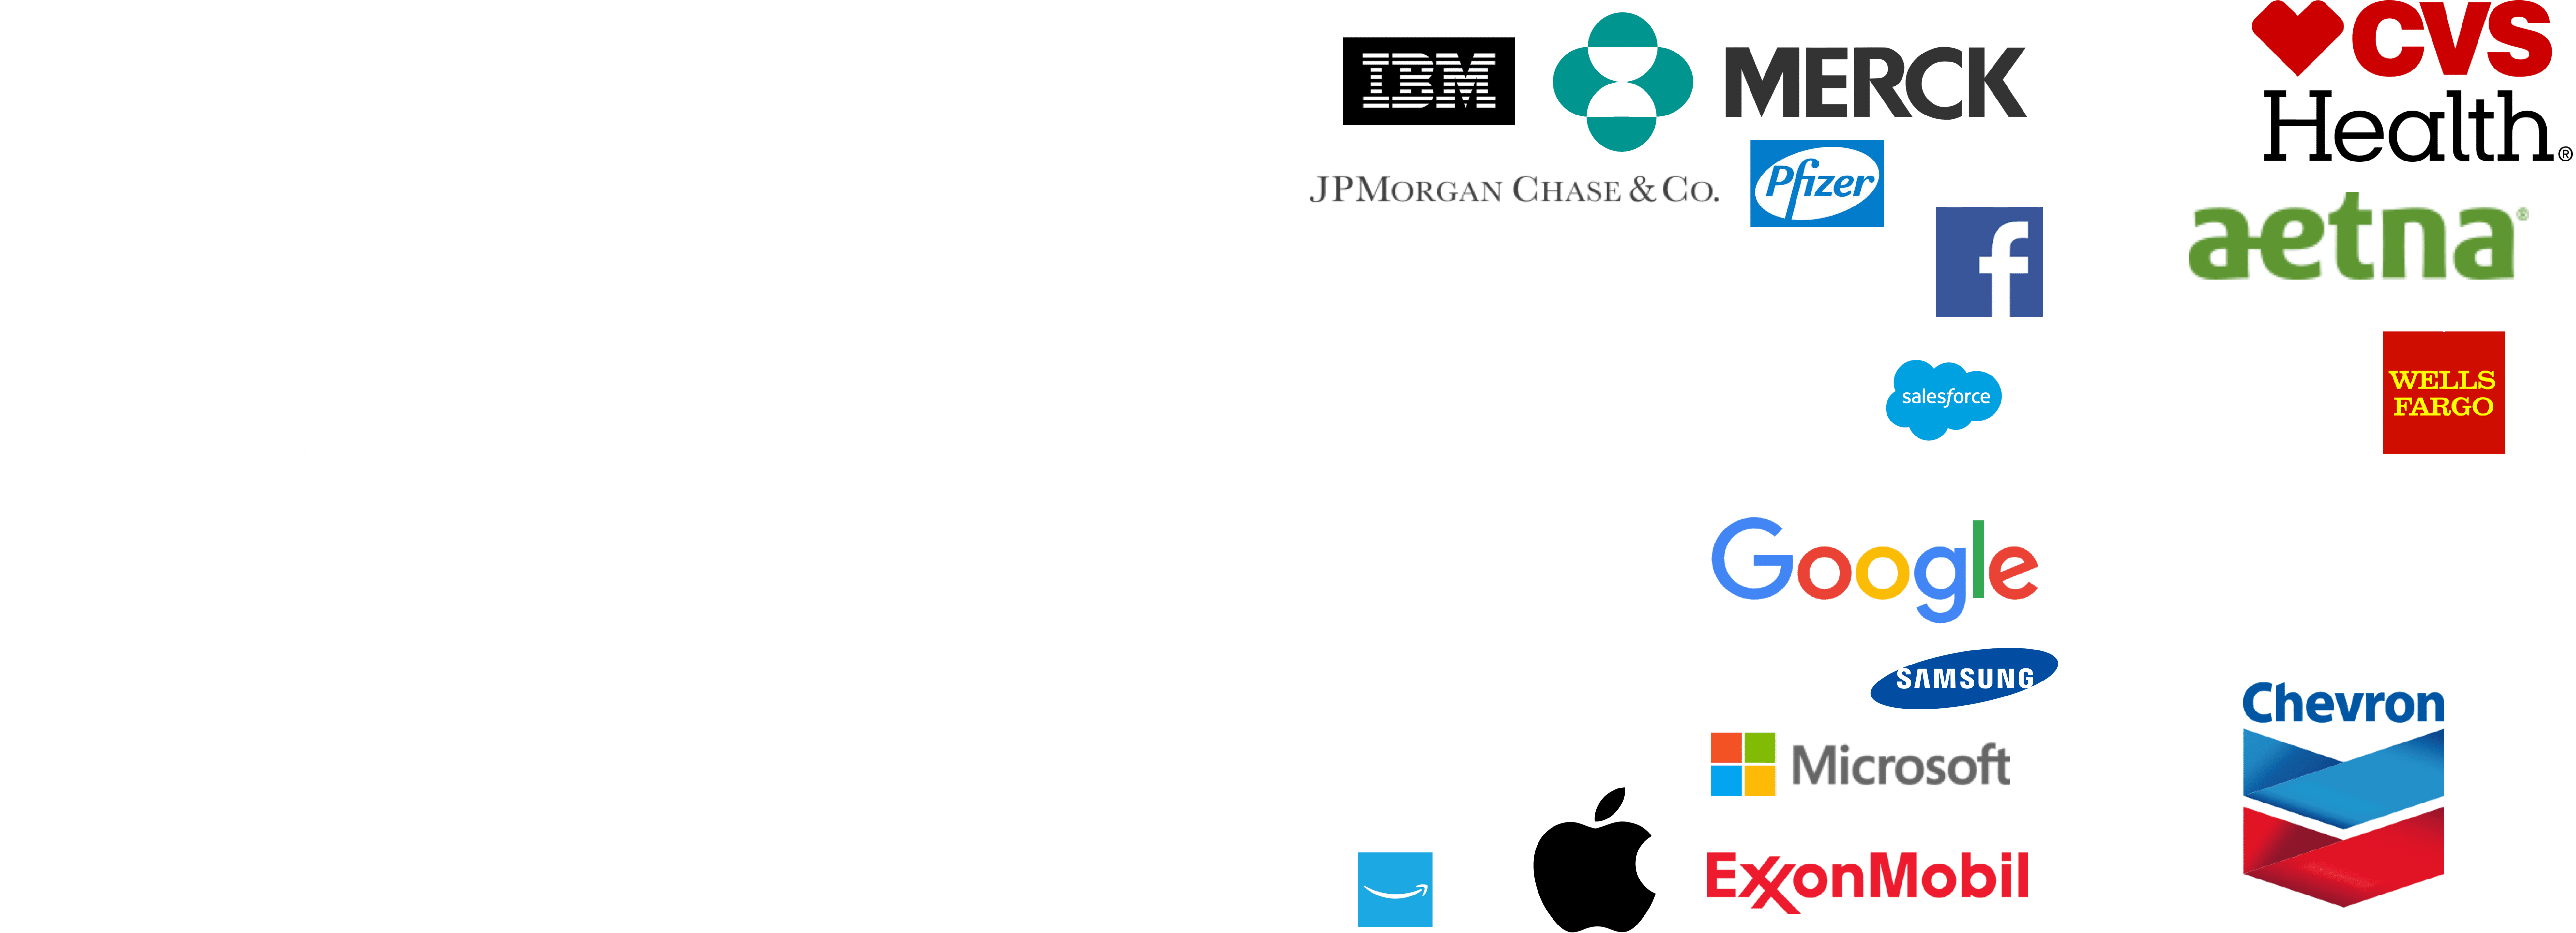 IBM
MERCK
CVS
Health®
JPMORGAN CHASE & CO.
Pfizer
aetna®
f
salesforce
WELLS
FARGO
Google
SAMSUNG
Chevron
Microsoft
ExxonMobil